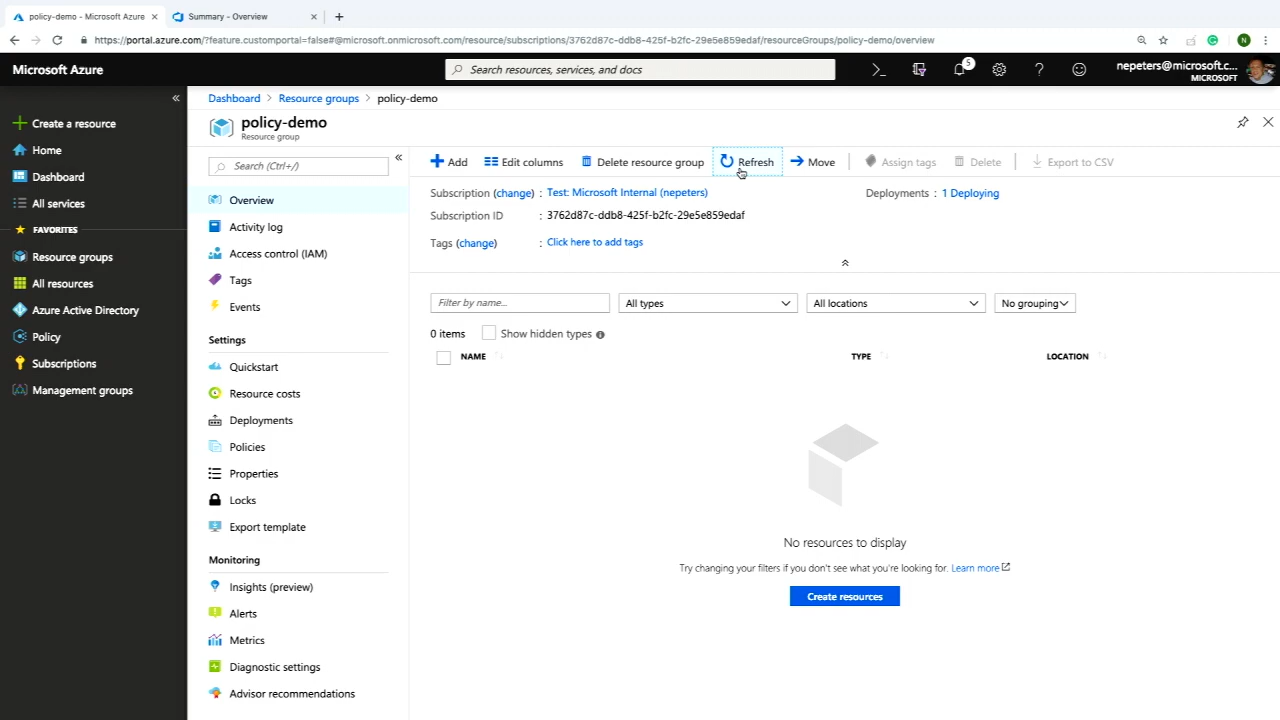 policy-demo - Microsoft Azure
Summary - Overview
https://portal.azure.com/?feature.customportal=false#@microsoft.onmicrosoft.com/resource/subscriptions/3762d87c-ddb8-425f-b2fc-29e5e859edaf/resourceGroups/policy-demo/overview
N
Microsoft Azure
Search resources, services, and docs
5
nepeters@microsoft.c...
MICROSOFT
Create a resource
Home
Dashboard
All services
FAVORITES
Resource groups
All resources
Azure Active Directory
Policy
Subscriptions
Management groups
Dashboard > Resource groups > policy-demo
policy-demo
Resource group
Search (Ctrl+/)
Overview
Activity log
Access control (IAM)
Tags
Events
Settings
Quickstart
Resource costs
Deployments
Policies
Properties
Locks
Export template
Monitoring
Insights (preview)
Alerts
Metrics
Diagnostic settings
Advisor recommendations
Add Edit columns Delete resource group Refresh Move Assign tags Delete Export to CSV
Subscription (change) : Test: Microsoft Internal (nepeters)
Deployments : 1 Deploying
Subscription ID : 3762d87c-ddb8-425f-b2fc-29e5e859edaf
Tags (change) : Click here to add tags
Filter by name... All types All locations No grouping
0 items Show hidden types
NAME TYPE LOCATION
No resources to display
Try changing your filters if you don't see what you're looking for. Learn more
Create resources